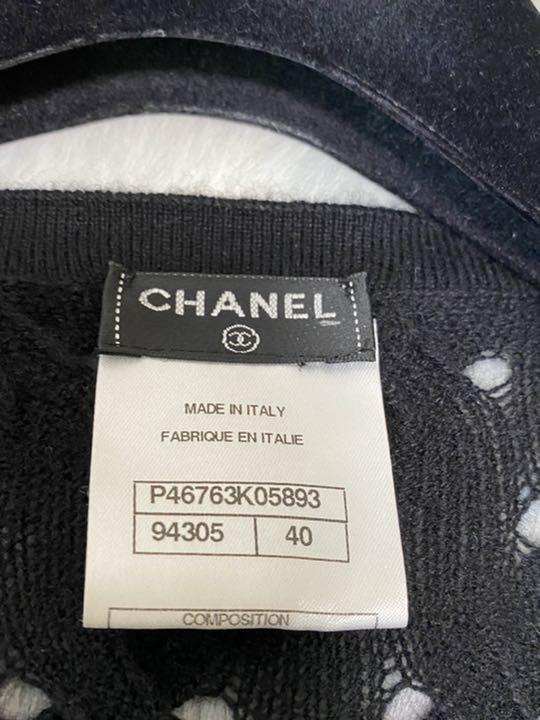 CHANEL
MADE IN ITALY
FABRIQUE EN ITALIE
P46763K05893
94305 40
COMPOSITION